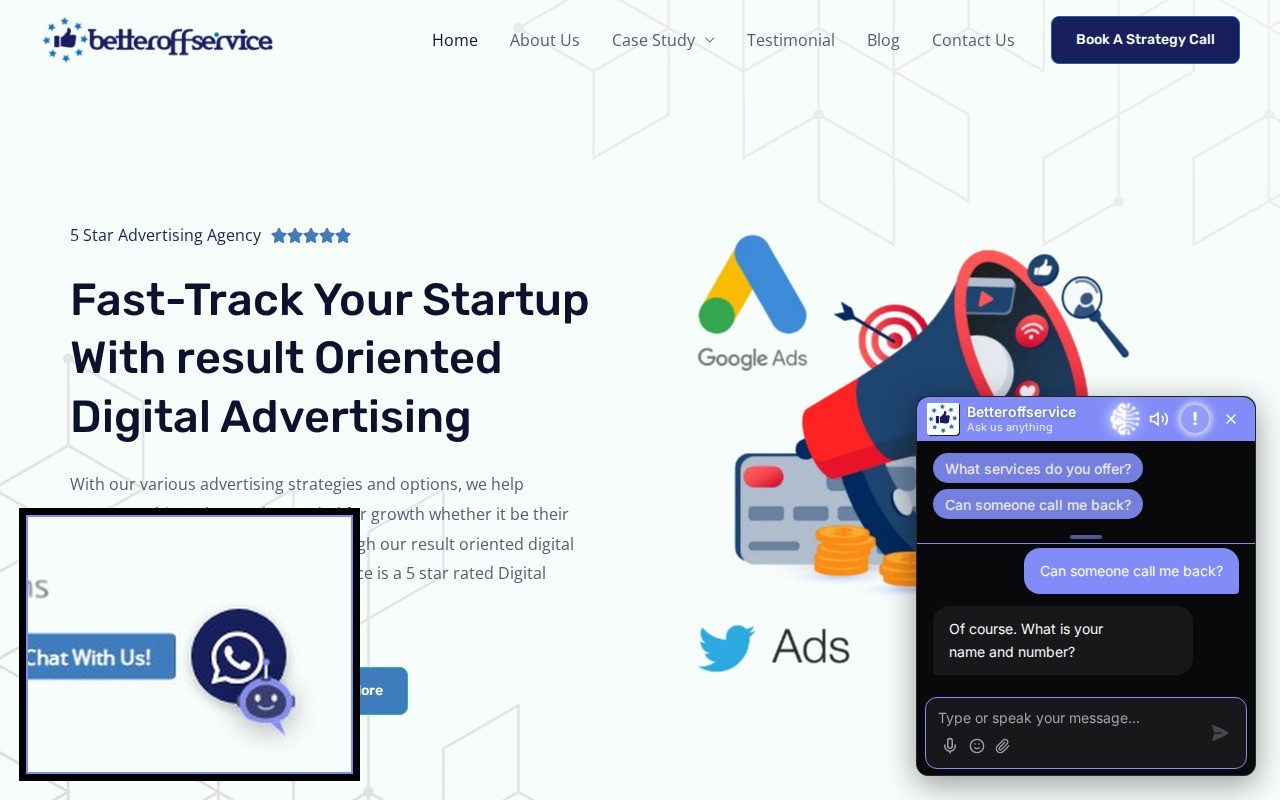 betteroffservice
Home
About Us
Case Study
Testimonial
Blog
Contact Us
Book A Strategy Call
5 Star Advertising Agency
Fast-Track Your Startup
With result Oriented
Digital Advertising
With our various advertising strategies and options, we help
growth whether it be their
our result oriented digital
is a 5 star rated Digital
Chat With Us!
Google Ads
Ads
Betteroffservice
Ask us anything
What services do you offer?
Can someone call me back?
Can someone call me back?
Of course. What is your
name and number?
Type or speak your message...